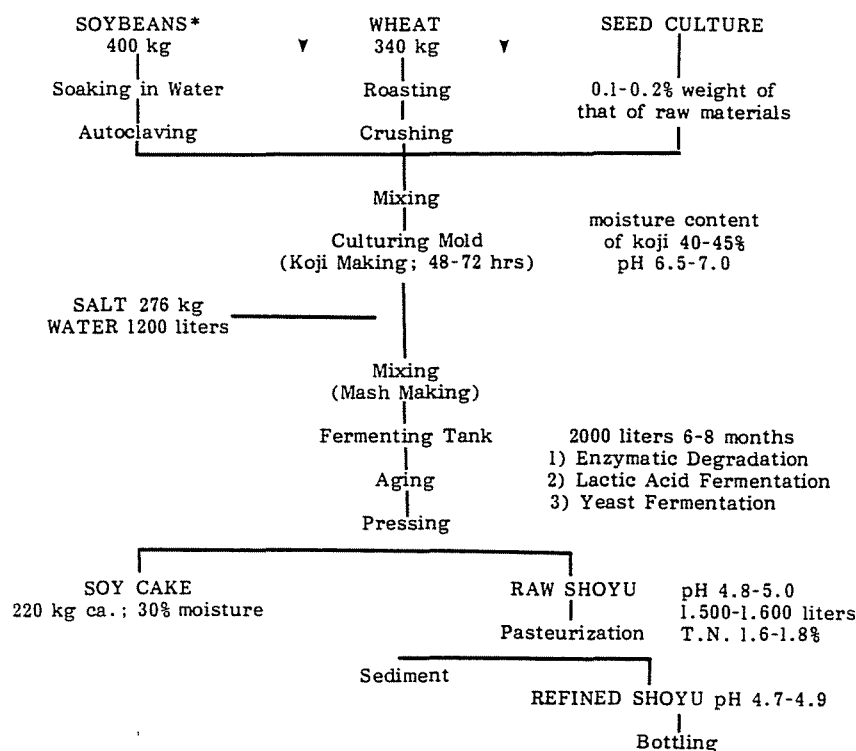 SOYBEANS*
400 kg
WHEAT
340 kg
SEED CULTURE
Soaking in Water
Roasting
0.1-0.2% weight of
that of raw materials
Autoclaving
Crushing
Mixing
Culturing Mold
(Koji Making; 48-72 hrs)
moisture content
of koji 40-45%
pH 6.5-7.0
SALT 276 kg
WATER 1200 liters
Mixing
(Mash Making)
Fermenting Tank
2000 liters 6-8 months
1) Enzymatic Degradation
2) Lactic Acid Fermentation
3) Yeast Fermentation
Aging
Pressing
SOY CAKE
220 kg ca.; 30% moisture
RAW SHOYU
pH 4.8-5.0
1.500-1.600 liters
T.N. 1.6-1.8%
Pasteurization
Sediment
REFINED SHOYU pH 4.7-4.9
Bottling